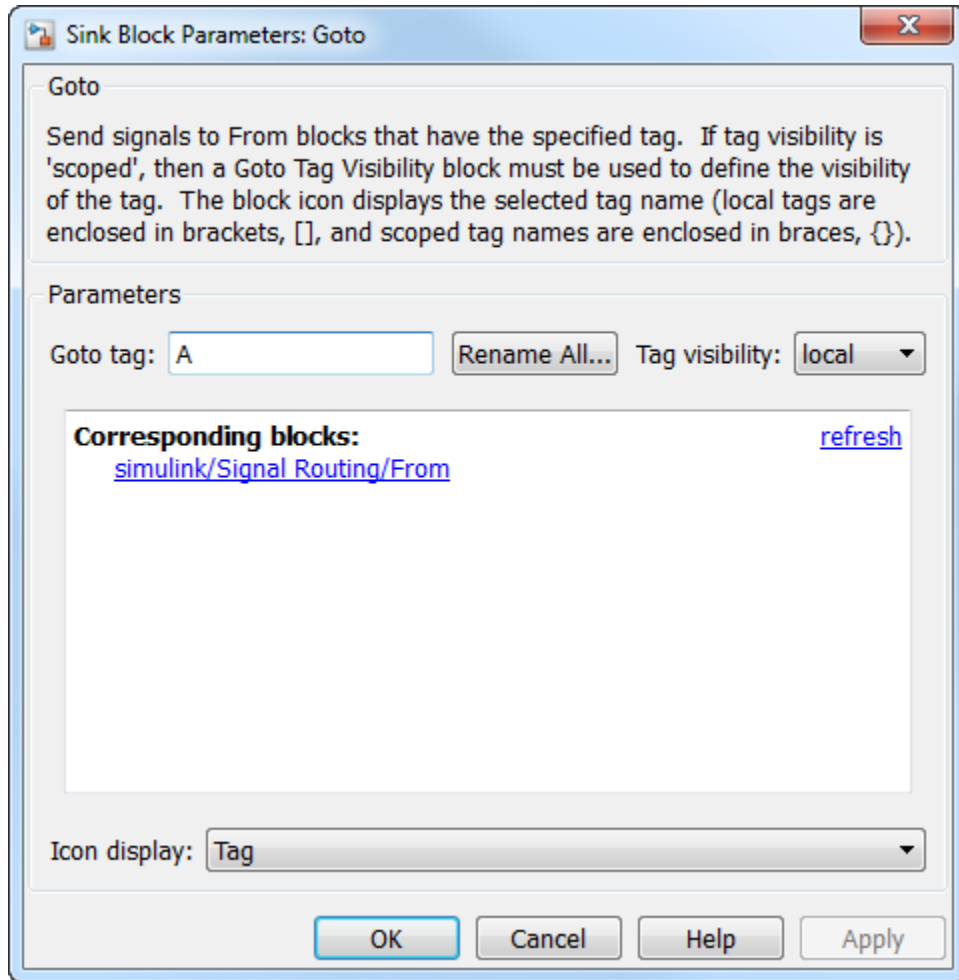 Sink Block Parameters: Goto
Goto
Send signals to From blocks that have the specified tag.  If tag visibility is
'scoped', then a Goto Tag Visibility block must be used to define the visibility
of the tag.  The block icon displays the selected tag name (local tags are
enclosed in brackets, [], and scoped tag names are enclosed in braces, {}).
Parameters
Goto tag: A Rename All... Tag visibility: local
Corresponding blocks: refresh
simulink/Signal Routing/From
Icon display: Tag
OK Cancel Help Apply